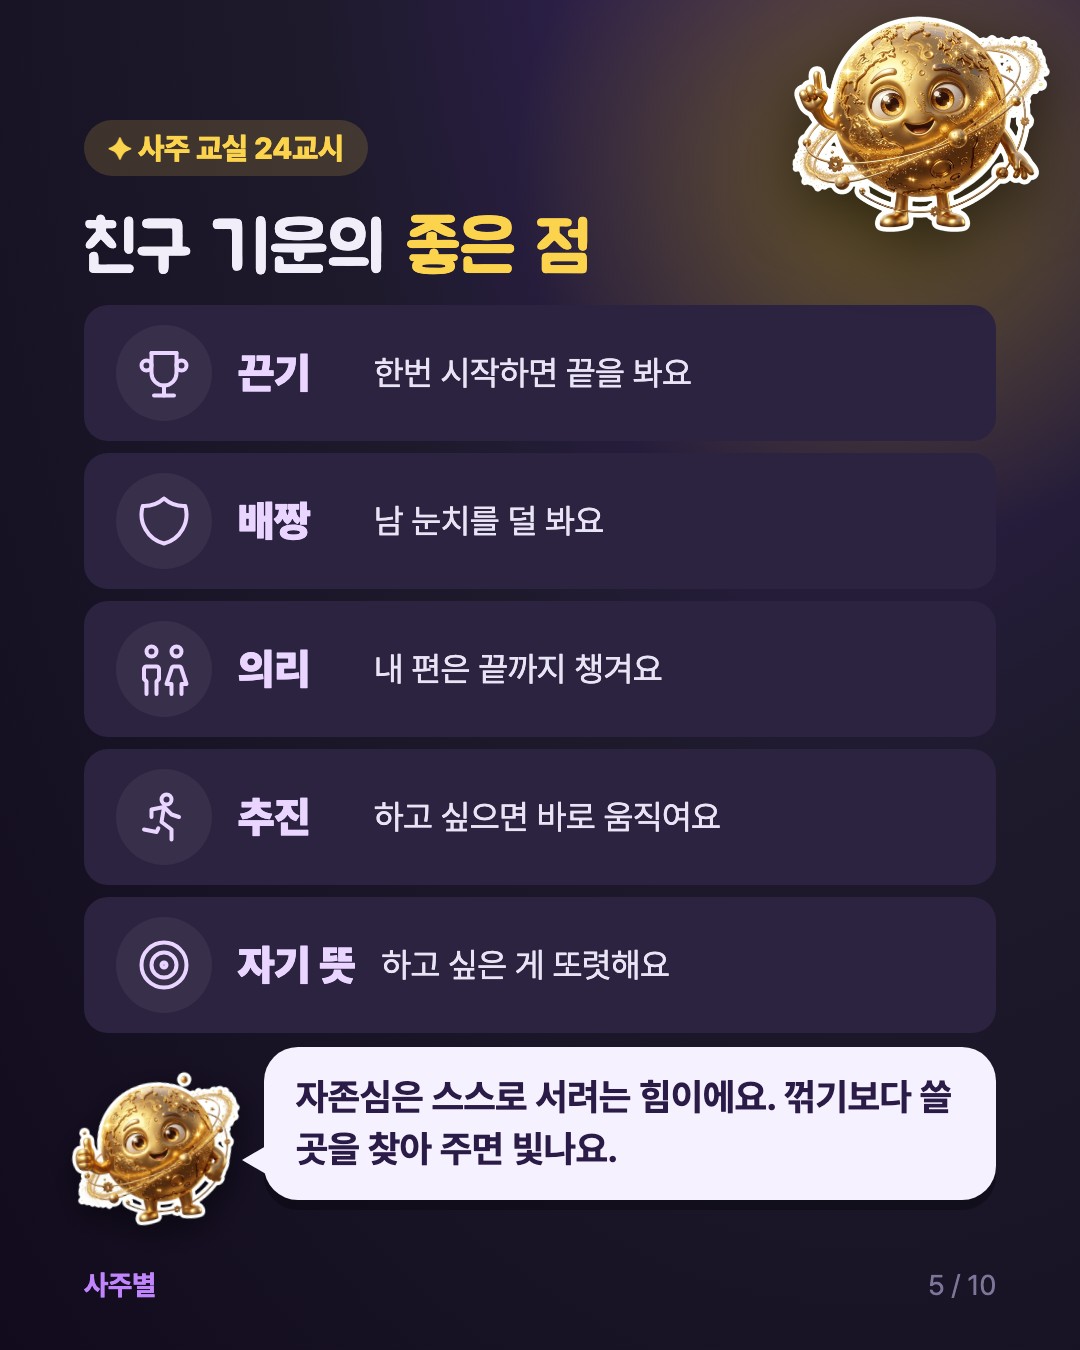 ✦ 사주 교실 24교시
친구 기운의 좋은 점
끈기 한번 시작하면 끝을 봐요
배짱 남 눈치를 덜 봐요
의리 내 편은 끝까지 챙겨요
추진 하고 싶으면 바로 움직여요
자기 뜻 하고 싶은 게 또렷해요
자존심은 스스로 서려는 힘이에요. 꺾기보다 쓸
곳을 찾아 주면 빛나요.
사주별
5 / 10